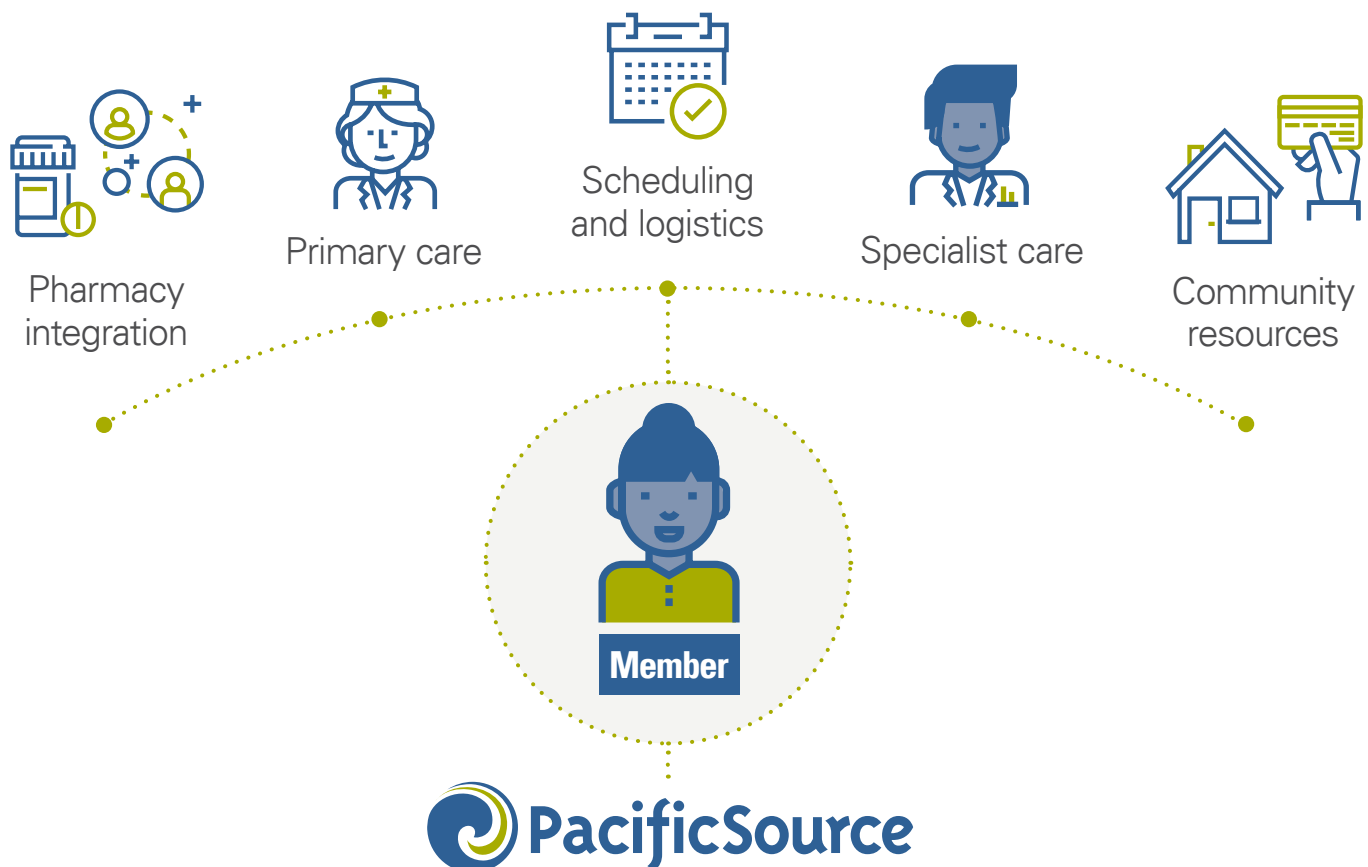 Pharmacy
integration
Primary care
Scheduling
and logistics
Specialist care
Community
resources
Member
PacificSource